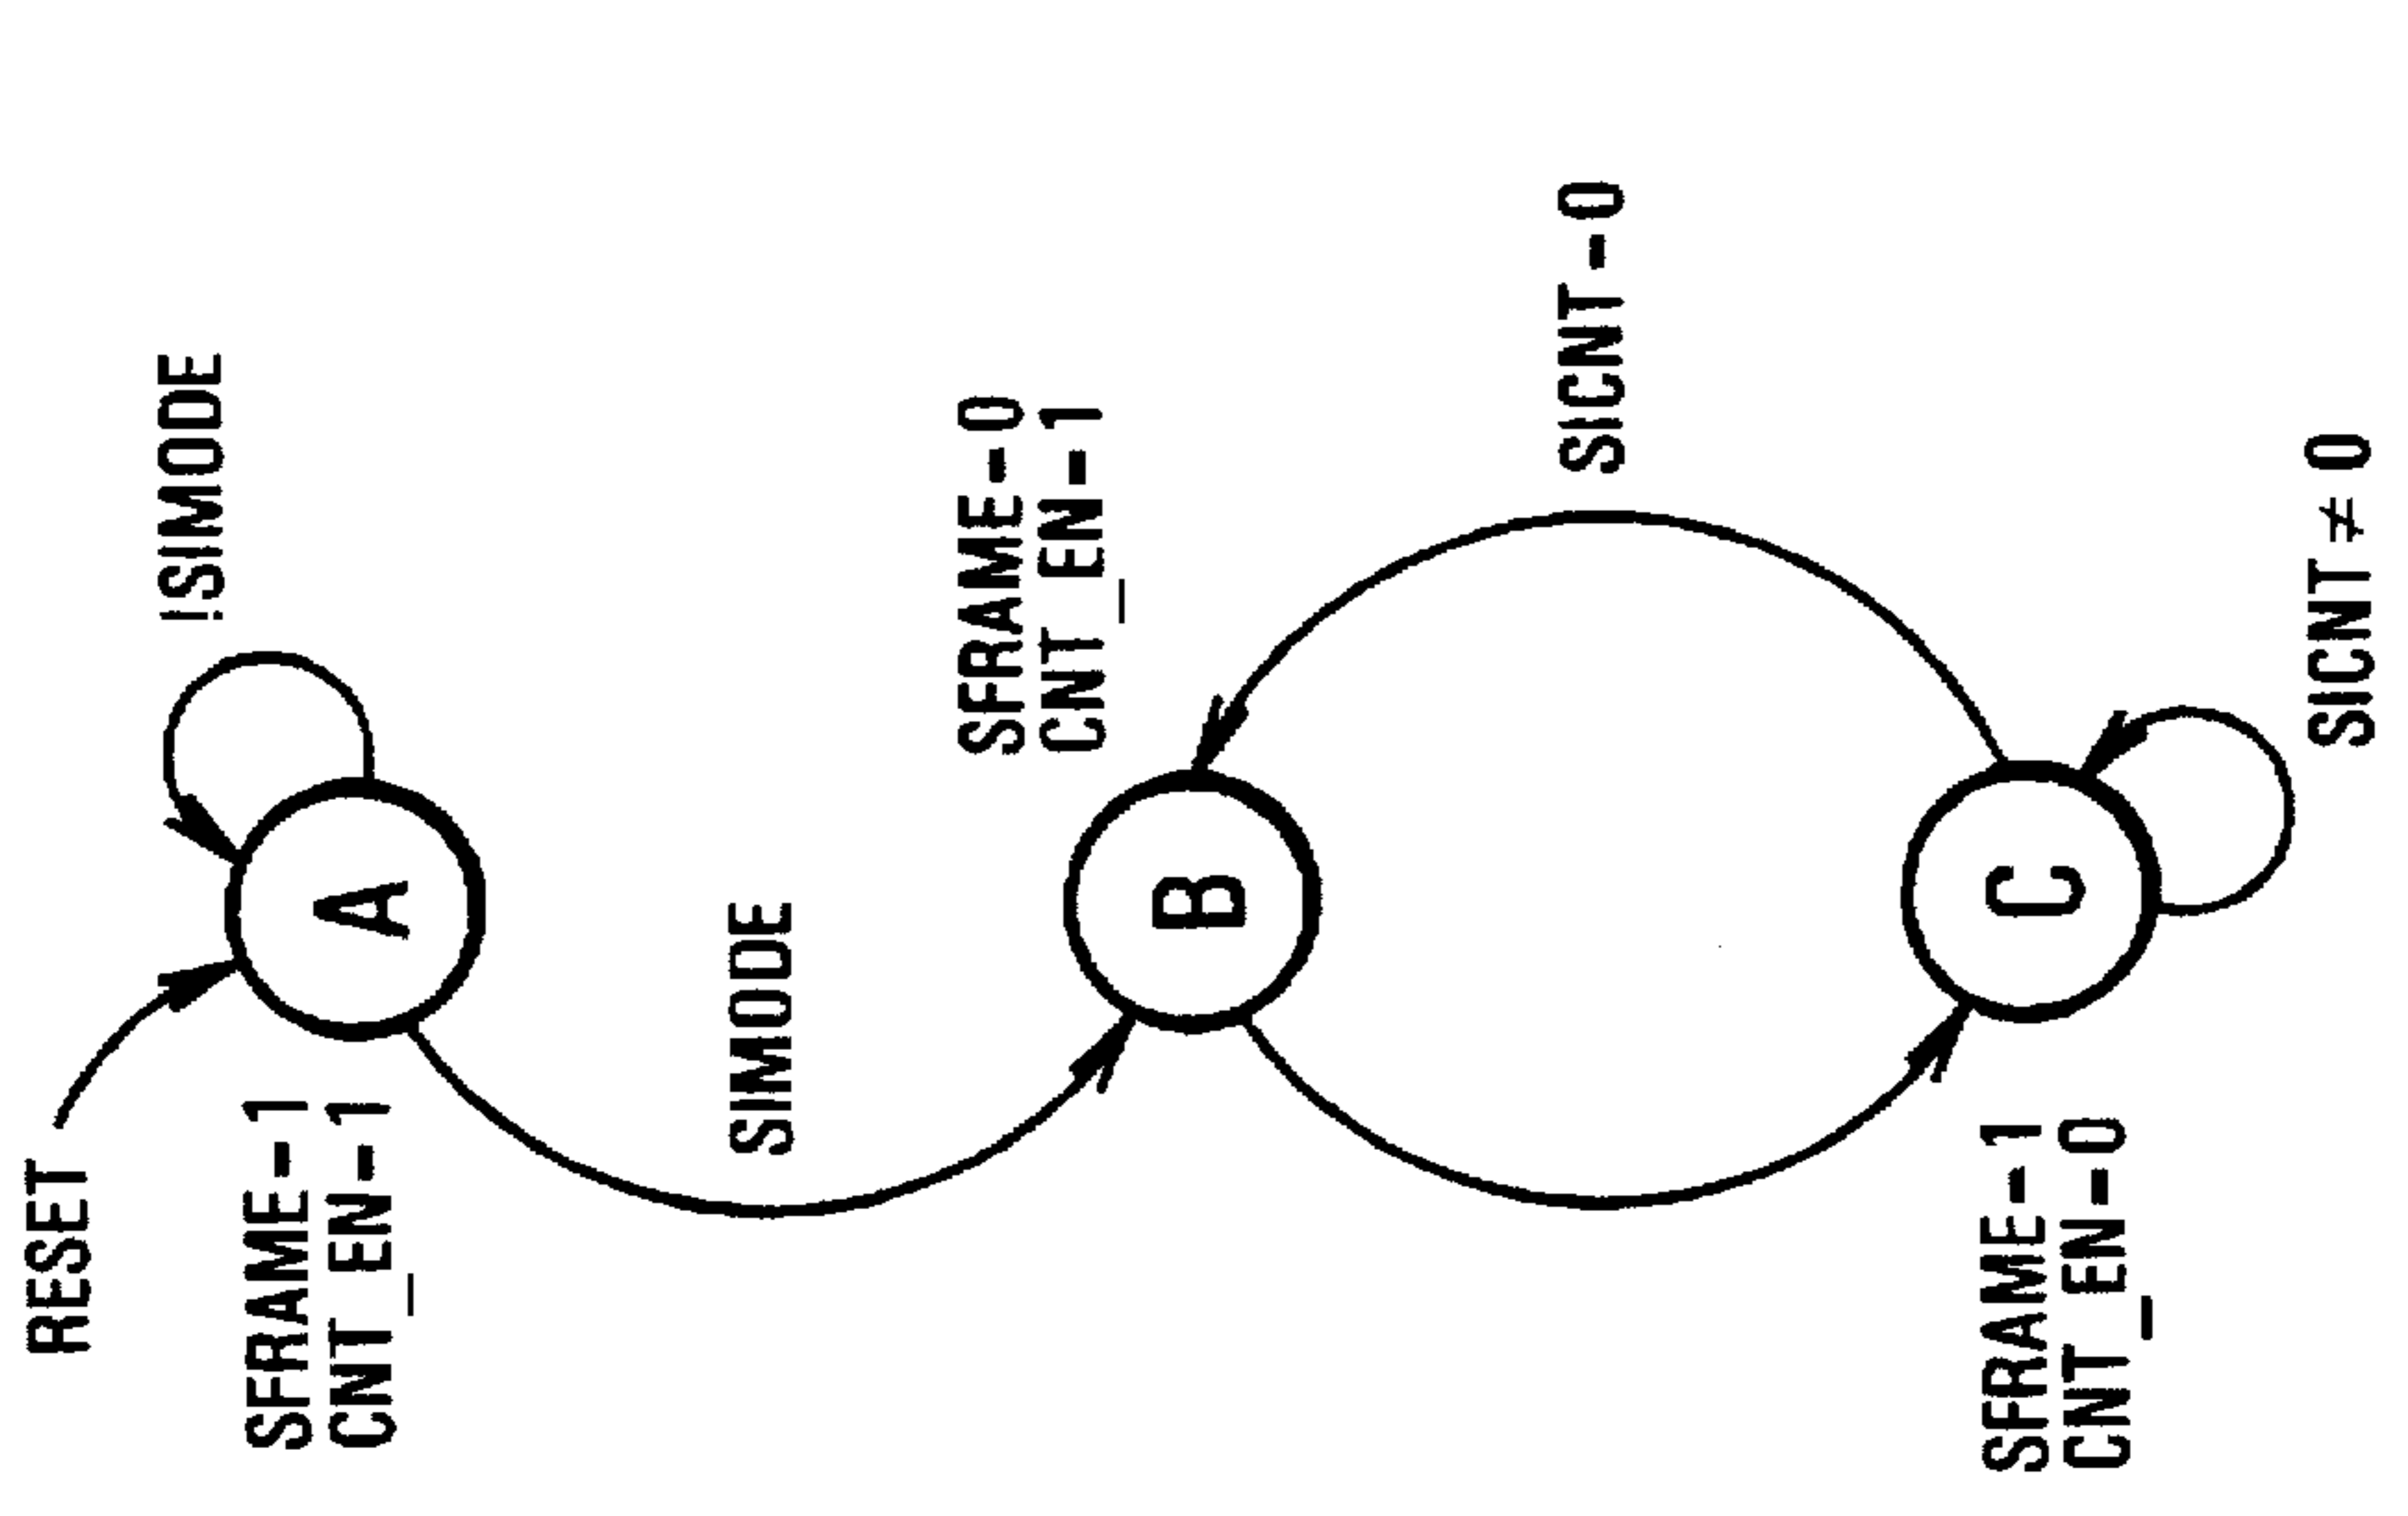 RESET
!SIMODE
SFRAME-1
CNT_EN-1
A
SIMODE
SFRAME-0
CNT_EN-1
B
SICNT-0
SFRAME-1
CNT_EN-0
C
SICNT ≠ 0